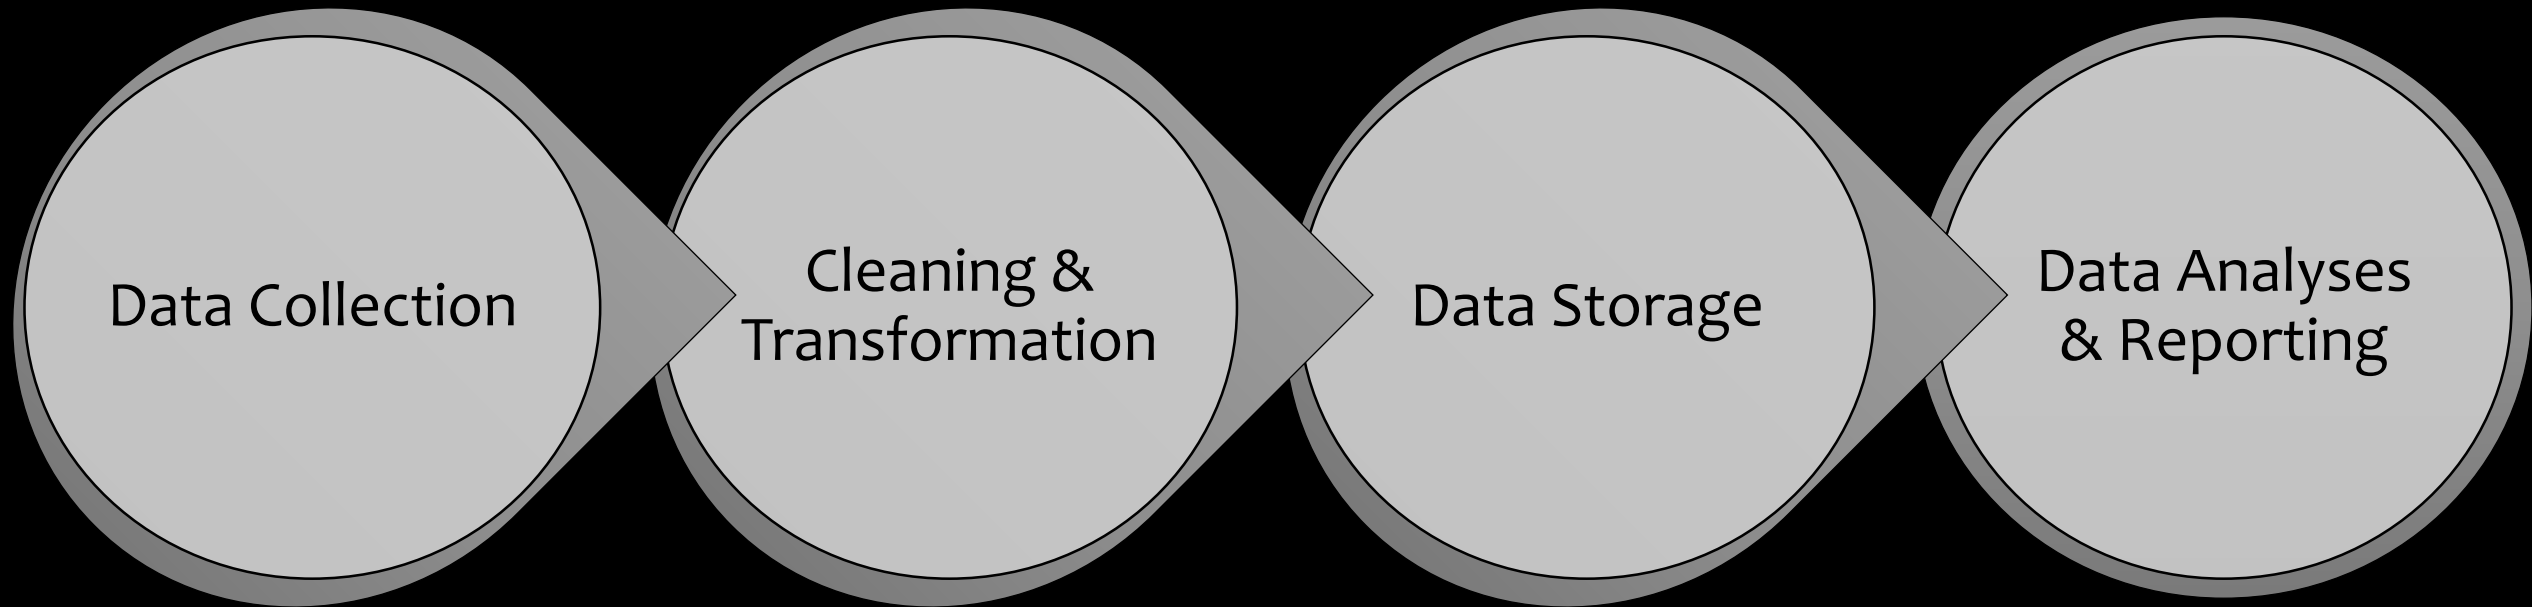 Data Collection
Cleaning &
Transformation
Data Storage
Data Analyses
& Reporting